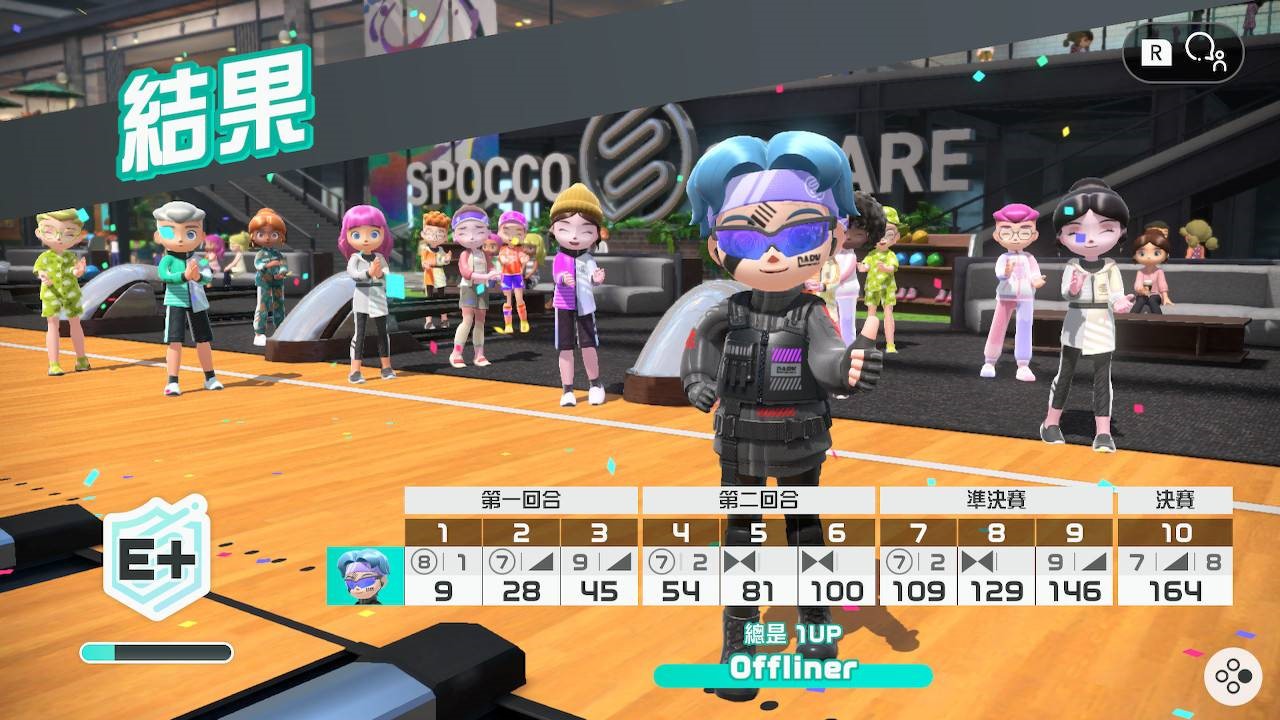 結果
R
SPOCCO
ARE
DARK
E+
第一回合 第二回合 準決賽 決賽
1 2 3 4 5 6 7 8 9 10
8 1 7 ◢ 9 ◢ 7 2 ⧓ ⧓ 7 2 ⧓ 9 ◢ 7 ◢ 8
9 28 45 54 81 100 109 129 146 164
總是 1UP
Offliner